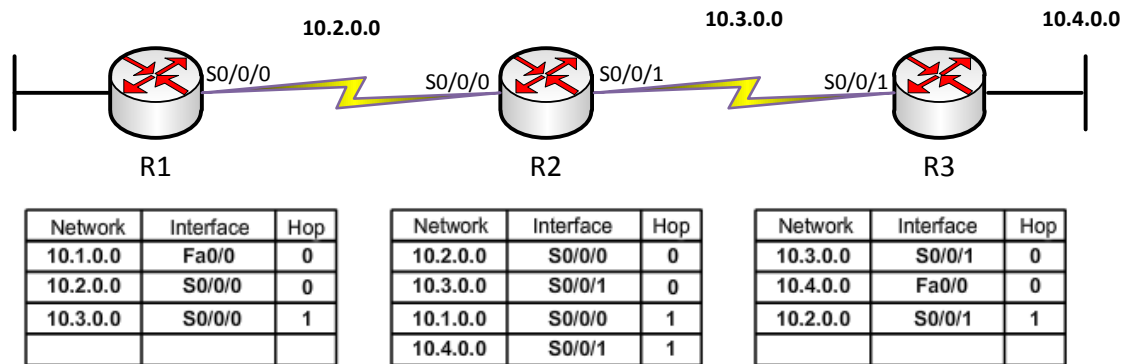 10.2.0.0
10.3.0.0
10.4.0.0
S0/0/0
S0/0/0
S0/0/1
S0/0/1
R1
R2
R3
Network Interface Hop
10.1.0.0 Fa0/0 0
10.2.0.0 S0/0/0 0
10.3.0.0 S0/0/0 1
Network Interface Hop
10.2.0.0 S0/0/0 0
10.3.0.0 S0/0/1 0
10.1.0.0 S0/0/0 1
10.4.0.0 S0/0/1 1
Network Interface Hop
10.3.0.0 S0/0/1 0
10.4.0.0 Fa0/0 0
10.2.0.0 S0/0/1 1